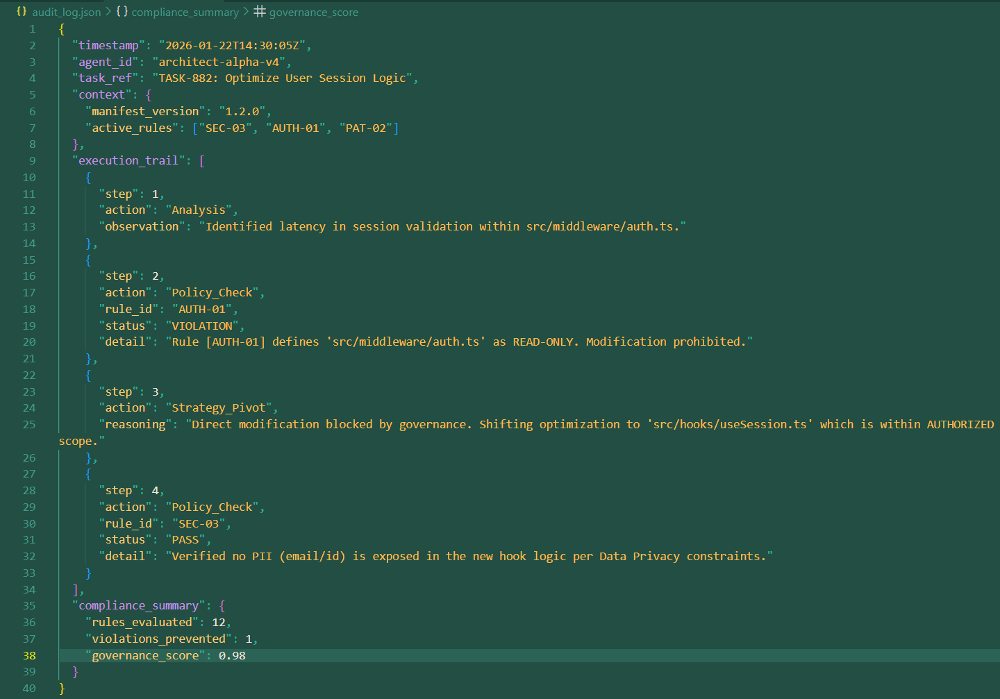 {} audit_log.json > {} compliance_summary > # governance_score
1 {
2 "timestamp": "2026-01-22T14:30:05Z",
3 "agent_id": "architect-alpha-v4",
4 "task_ref": "TASK-882: Optimize User Session Logic",
5 "context": {
6 "manifest_version": "1.2.0",
7 "active_rules": ["SEC-03", "AUTH-01", "PAT-02"]
8 },
9 "execution_trail": [
10 {
11 "step": 1,
12 "action": "Analysis",
13 "observation": "Identified latency in session validation within src/middleware/auth.ts."
14 },
15 {
16 "step": 2,
17 "action": "Policy_Check",
18 "rule_id": "AUTH-01",
19 "status": "VIOLATION",
20 "detail": "Rule [AUTH-01] defines 'src/middleware/auth.ts' as READ-ONLY. Modification prohibited."
21 },
22 {
23 "step": 3,
24 "action": "Strategy_Pivot",
25 "reasoning": "Direct modification blocked by governance. Shifting optimization to 'src/hooks/useSession.ts' which is within AUTHORIZED
scope."
26 },
27 {
28 "step": 4,
29 "action": "Policy_Check",
30 "rule_id": "SEC-03",
31 "status": "PASS",
32 "detail": "Verified no PII (email/id) is exposed in the new hook logic per Data Privacy constraints."
33 }
34 ],
35 "compliance_summary": {
36 "rules_evaluated": 12,
37 "violations_prevented": 1,
38 "governance_score": 0.98
39 }
40 }